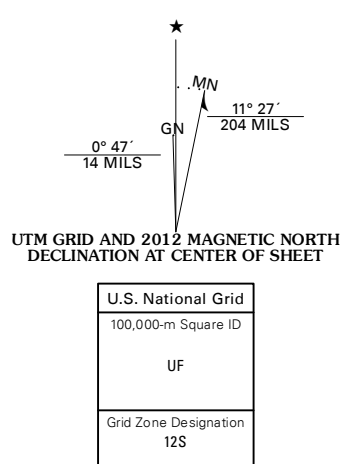 ★
MN
11° 27´
204 MILS
GN
0° 47´
14 MILS
UTM GRID AND 2012 MAGNETIC NORTH
DECLINATION AT CENTER OF SHEET
U.S. National Grid
100,000-m Square ID
UF
Grid Zone Designation
12S